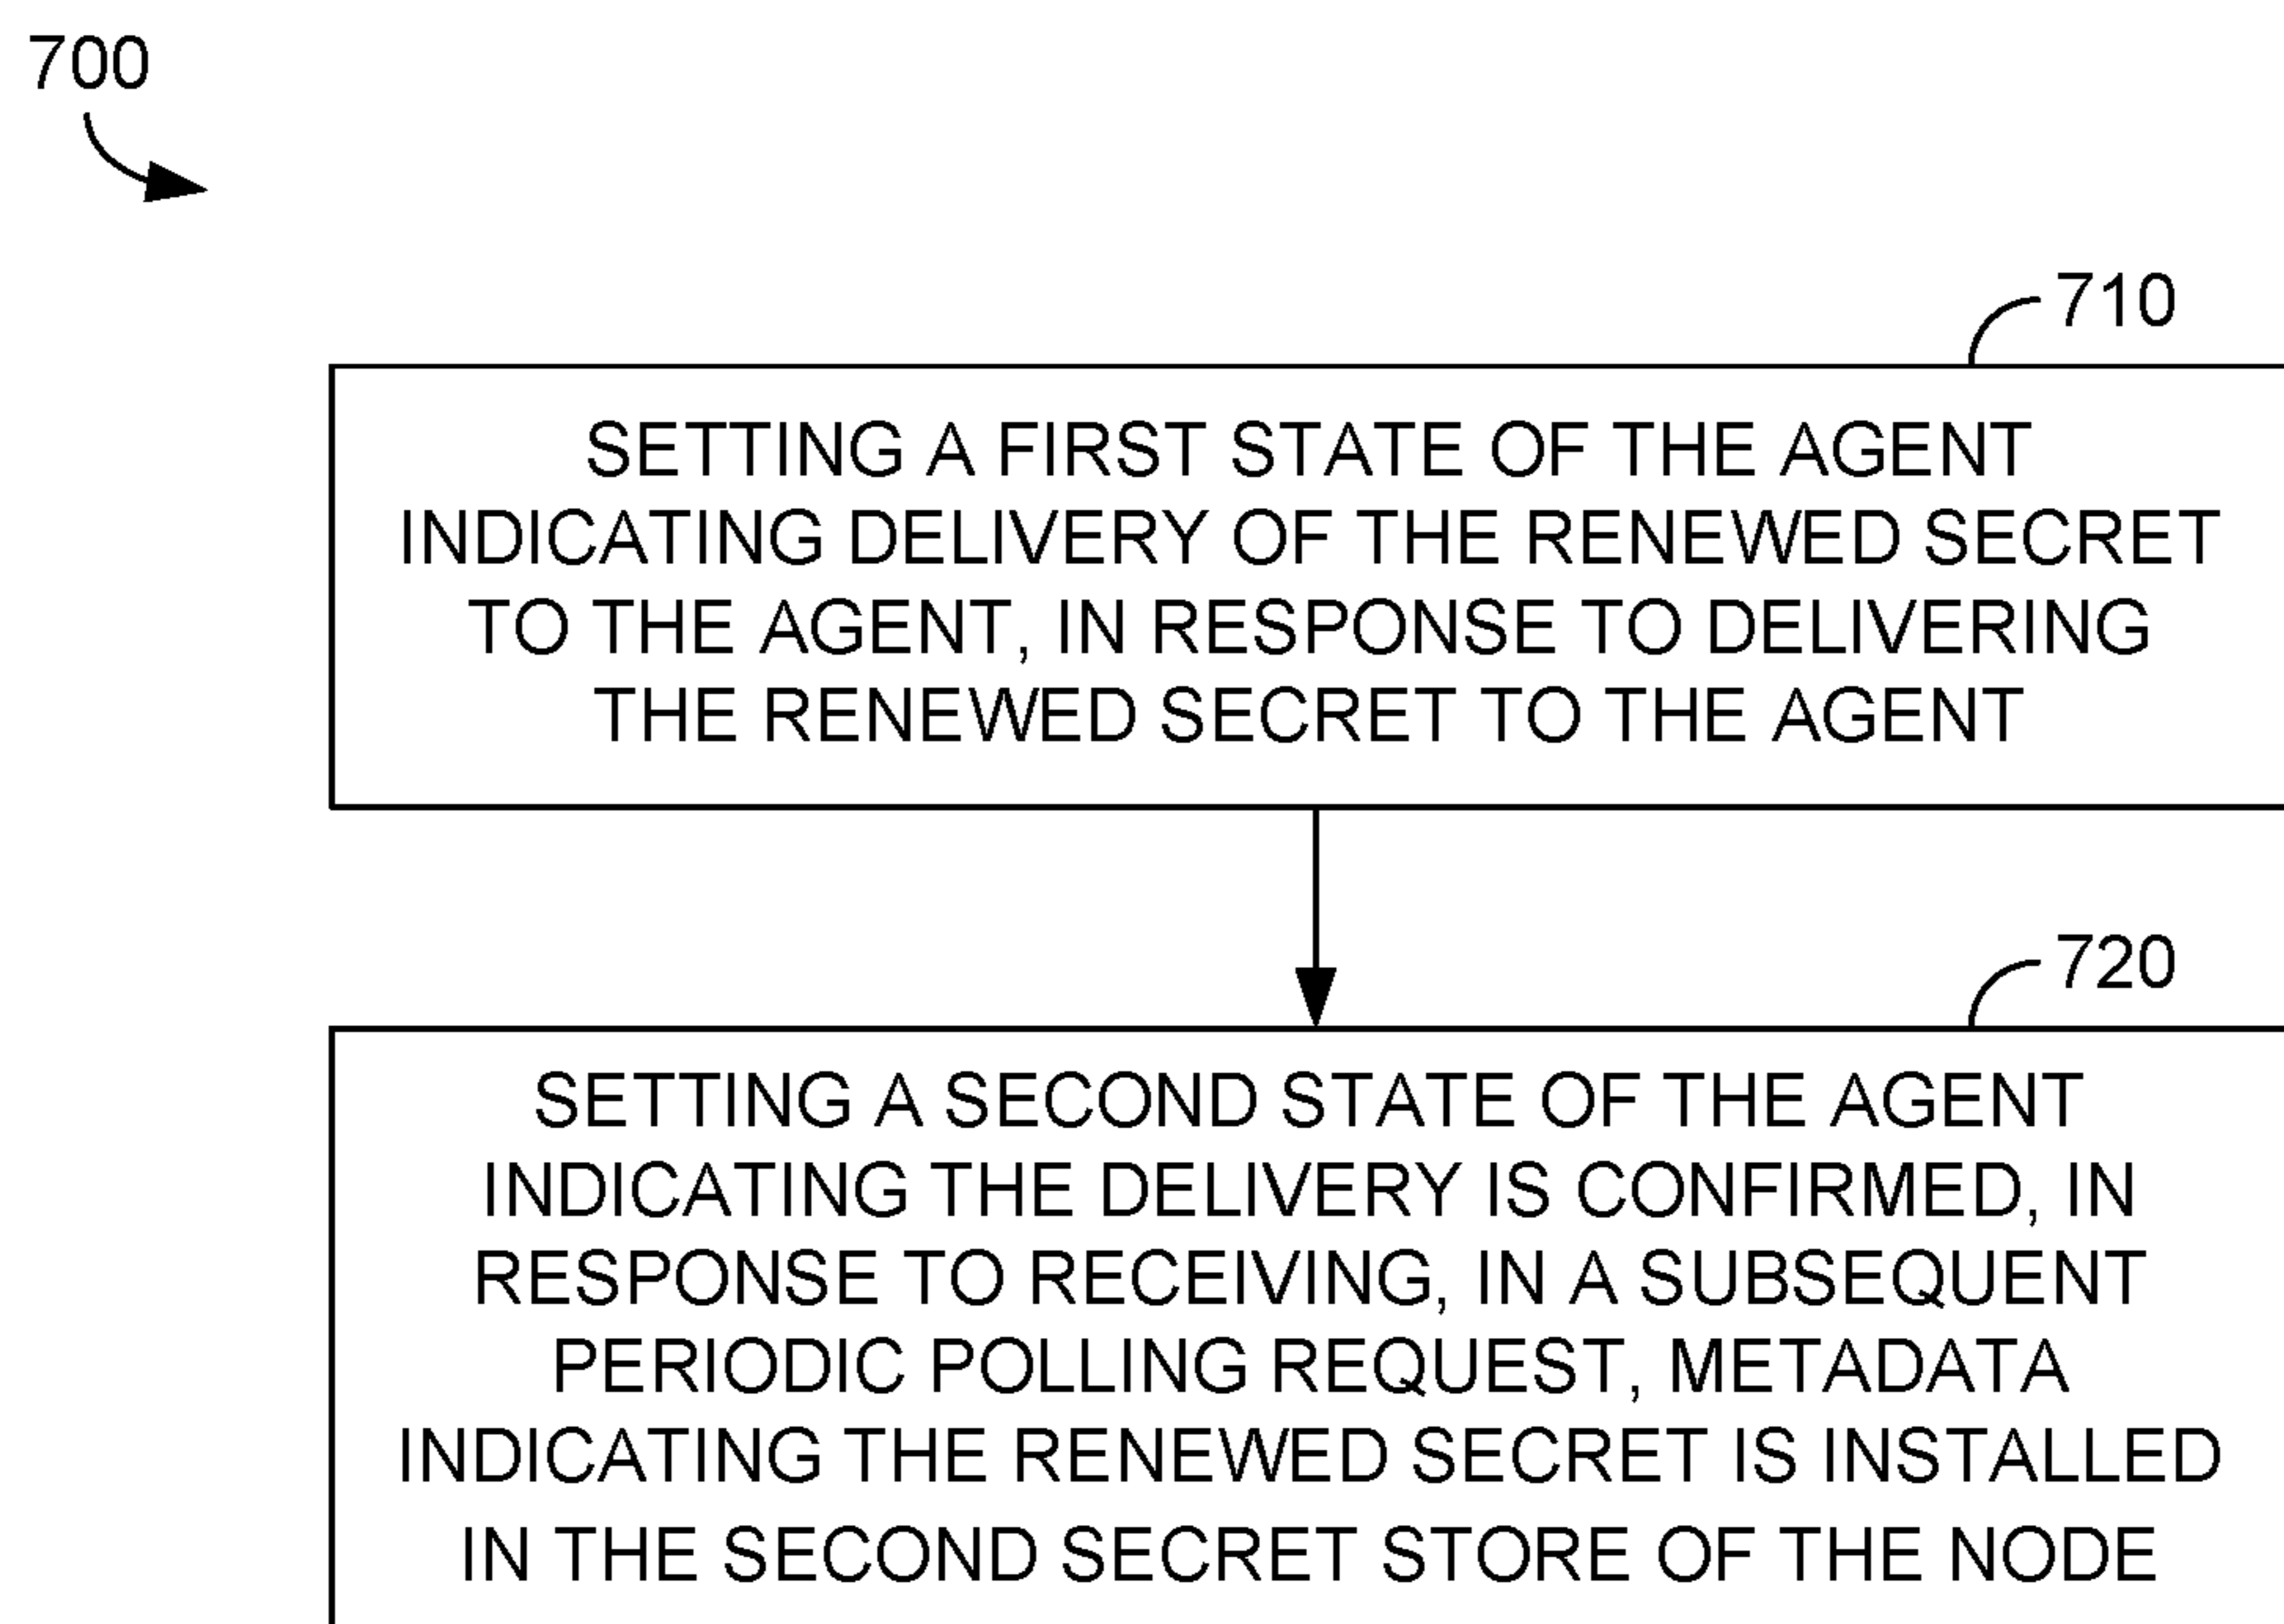 700
710
SETTING A FIRST STATE OF THE AGENT
INDICATING DELIVERY OF THE RENEWED SECRET
TO THE AGENT, IN RESPONSE TO DELIVERING
THE RENEWED SECRET TO THE AGENT
720
SETTING A SECOND STATE OF THE AGENT
INDICATING THE DELIVERY IS CONFIRMED, IN
RESPONSE TO RECEIVING, IN A SUBSEQUENT
PERIODIC POLLING REQUEST, METADATA
INDICATING THE RENEWED SECRET IS INSTALLED
IN THE SECOND SECRET STORE OF THE NODE